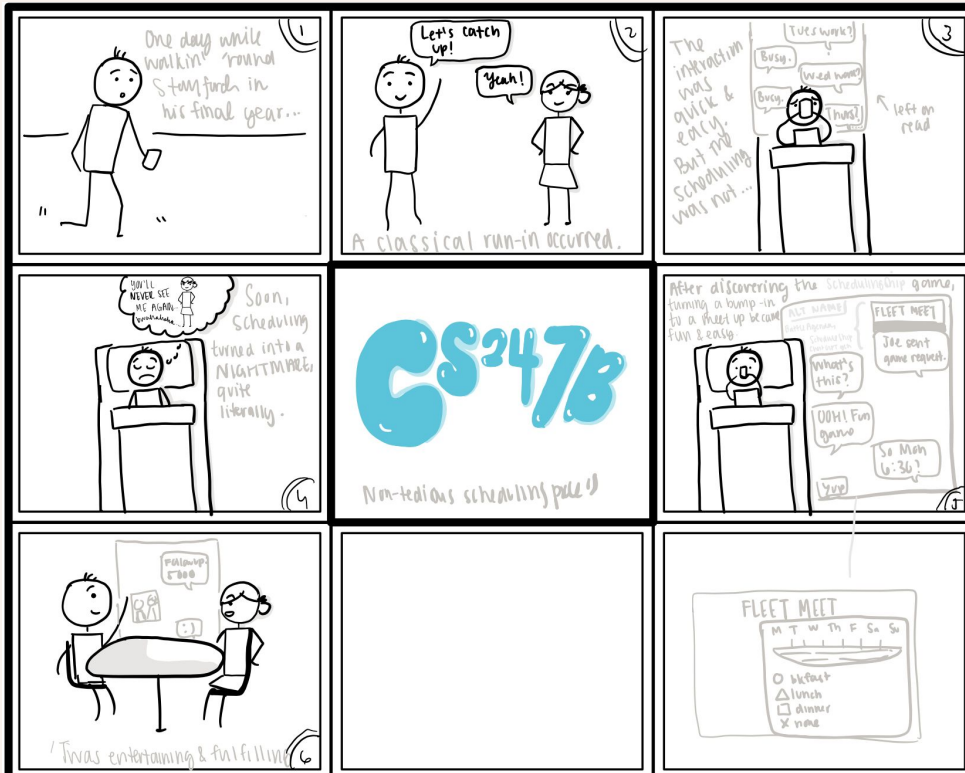 One day while
walkin' 'round
Stanford in
his final year...
1
Let's catch
up!
Yeah!
2
A classical run-in occurred.
The
interaction
was
quick &
easy.
But the
scheduling
was not...
Tues work?
Busy.
Wed
Busy.
Thurs?
left on
read
3
YOU'LL
NEVER SEE
ME AGAIN
Soon,
Scheduling
turned into a
NIGHTMARE,
quite
literally.
4
CS247B
Non-tedious scheduling
After discovering the game,
turning a bump-in
to a meet up became
fun & easy.
ALT NAME
FLEET MEET
Joe sent
game request.
What's
this?
OOH! Fun
game
So Mon
6:30?
Yup
5
:)
'Twas entertaining & fulfilling
6
FLEET MEET
M T W Th F Sa Su
bkfast
lunch
dinner
X none